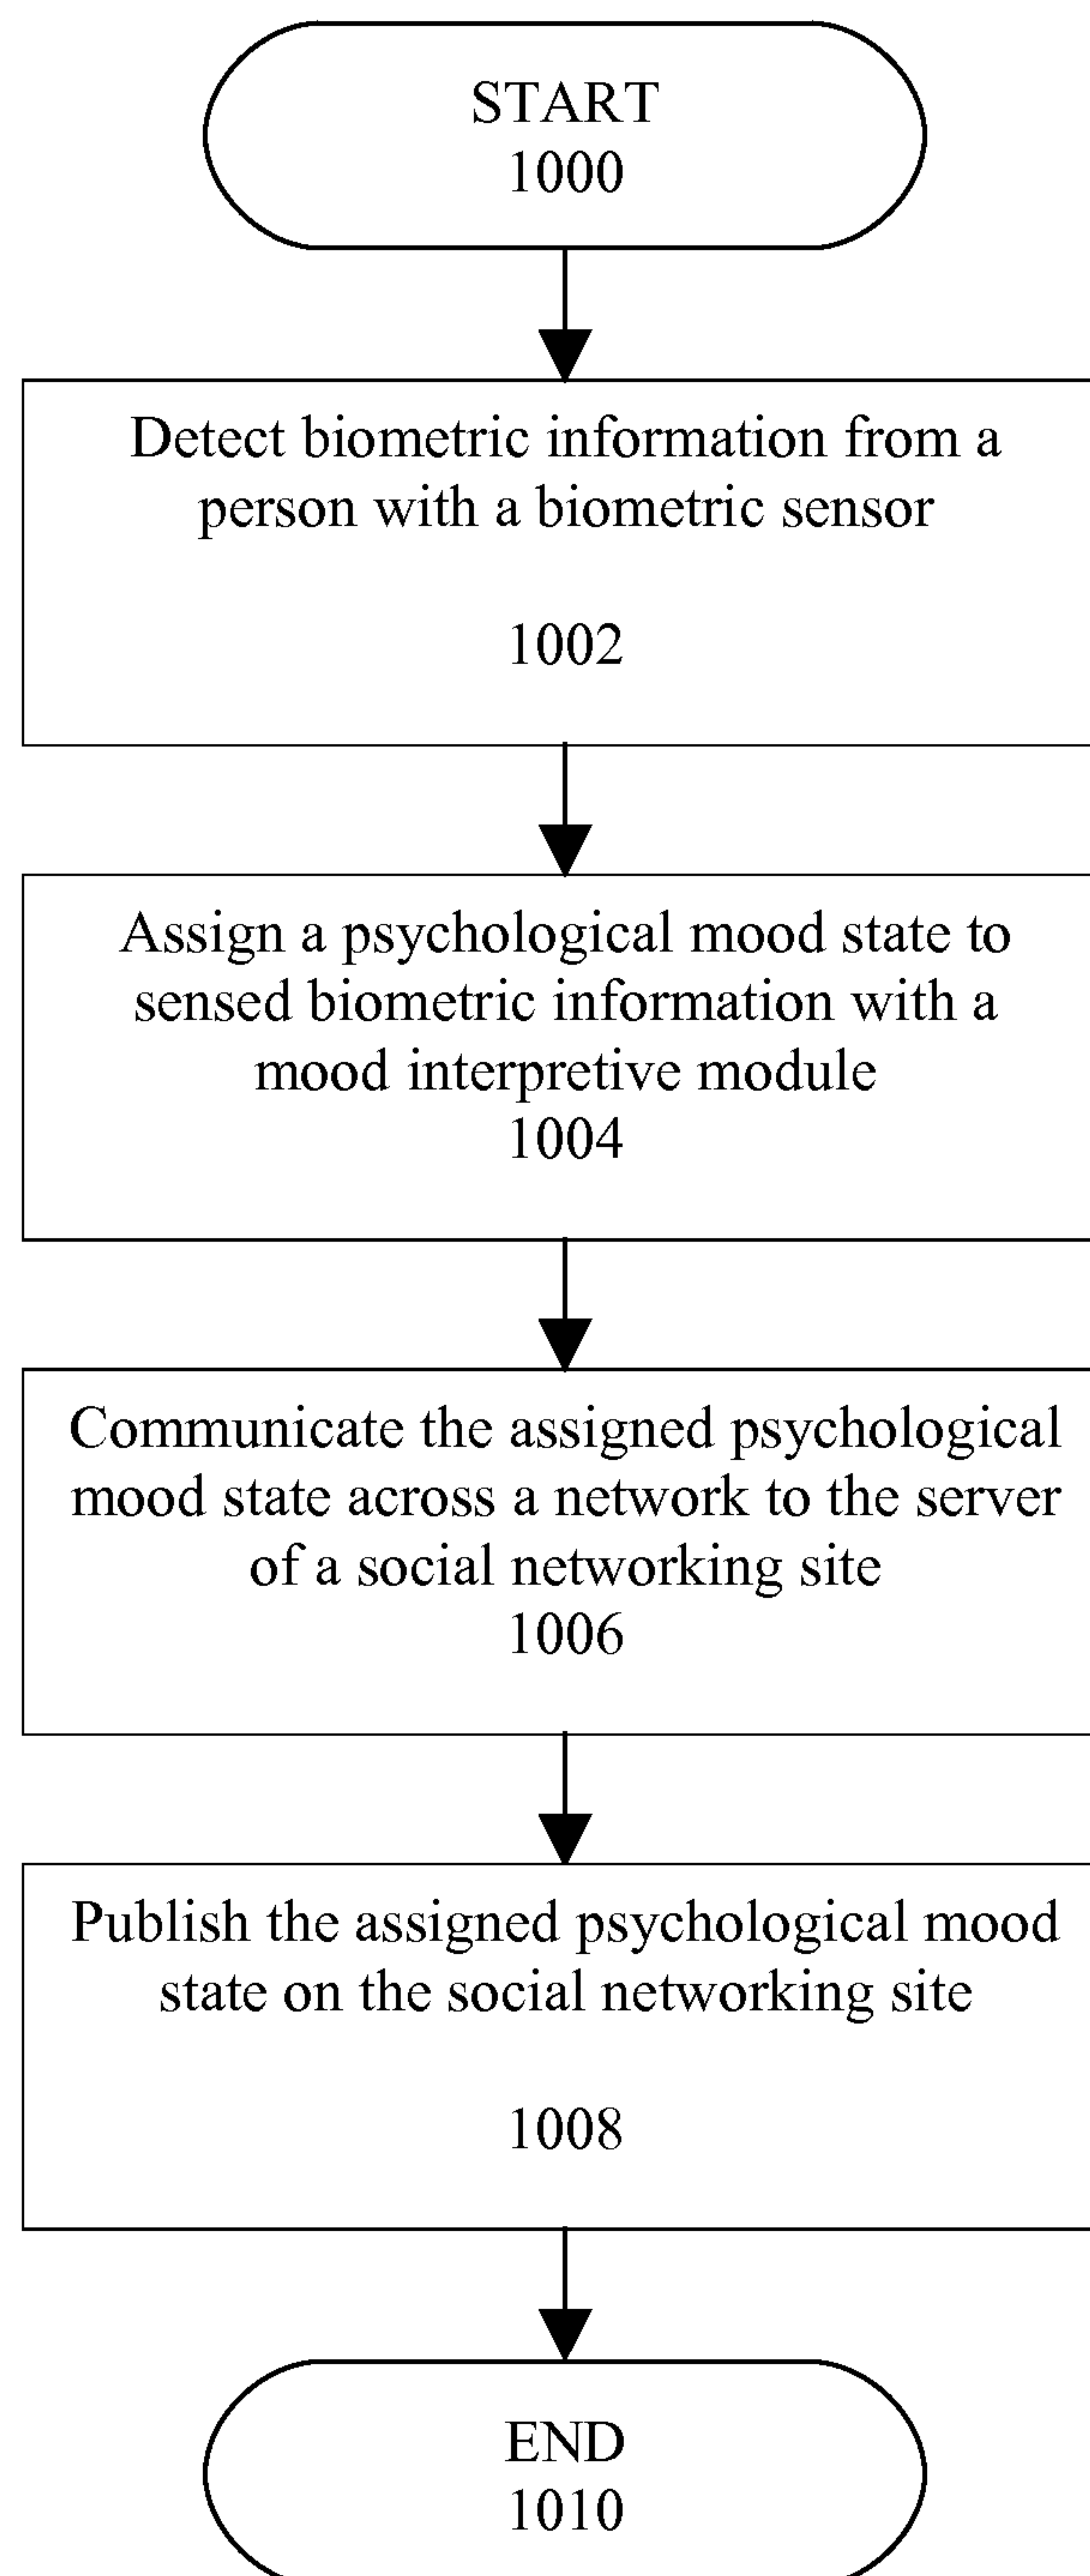 START
1000
Detect biometric information from a
person with a biometric sensor
1002
Assign a psychological mood state to
sensed biometric information with a
mood interpretive module
1004
Communicate the assigned psychological
mood state across a network to the server
of a social networking site
1006
Publish the assigned psychological mood
state on the social networking site
1008
END
1010